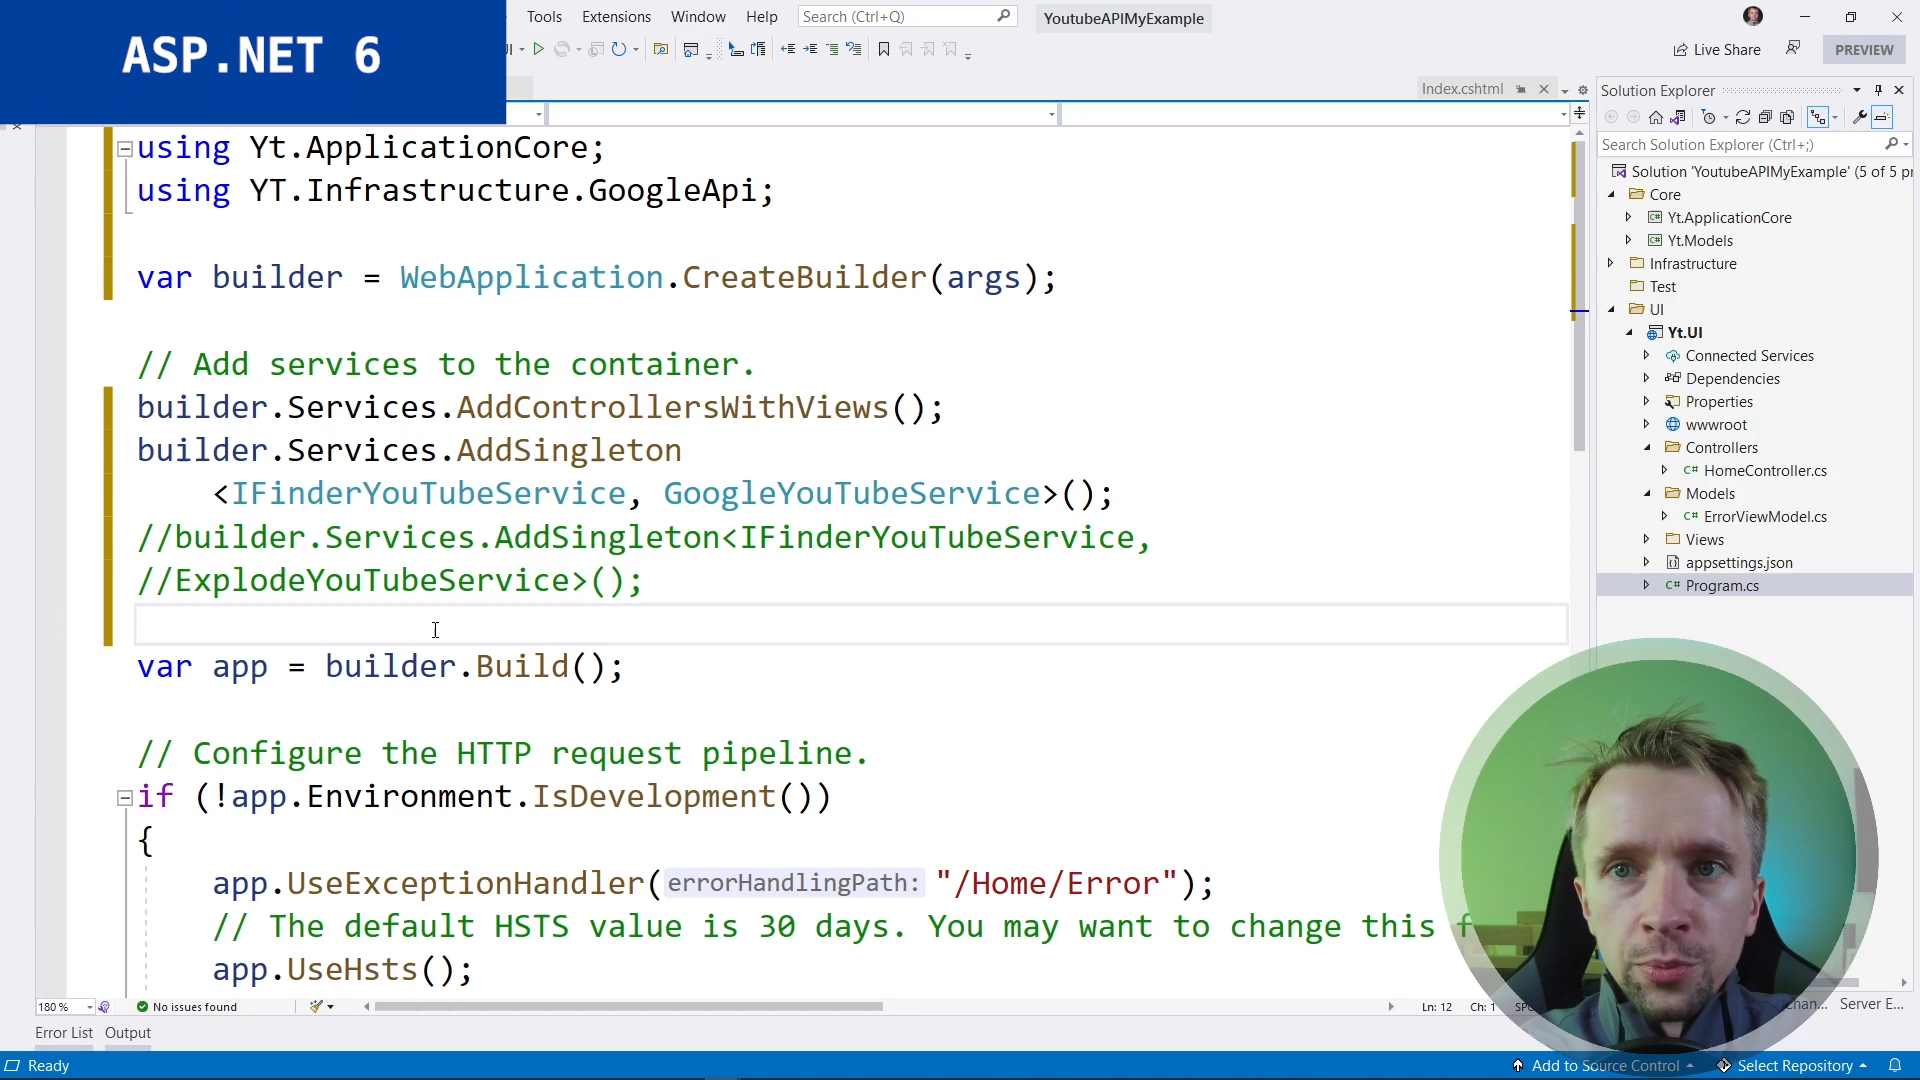 ASP.NET 6
Tools Extensions Window Help Search (Ctrl+Q) YoutubeAPIMyExample
Live Share PREVIEW
Index.cshtml
using Yt.ApplicationCore;
using YT.Infrastructure.GoogleApi;
var builder = WebApplication.CreateBuilder(args);
// Add services to the container.
builder.Services.AddControllersWithViews();
builder.Services.AddSingleton
<IFinderYouTubeService, GoogleYouTubeService>();
//builder.Services.AddSingleton<IFinderYouTubeService,
//ExplodeYouTubeService>();
var app = builder.Build();
// Configure the HTTP request pipeline.
if (!app.Environment.IsDevelopment())
{
app.UseExceptionHandler(errorHandlingPath: "/Home/Error");
// The default HSTS value is 30 days. You may want to change this f
app.UseHsts();
180 % No issues found Ln: 12 Ch: 1
Error List Output
Ready
Solution Explorer
Search Solution Explorer (Ctrl+;)
Solution 'YoutubeAPIMyExample' (5 of 5 pr
Core
Yt.ApplicationCore
Yt.Models
Infrastructure
Test
UI
Yt.UI
Connected Services
Dependencies
Properties
wwwroot
Controllers
C# HomeController.cs
Models
C# ErrorViewModel.cs
Views
appsettings.json
C# Program.cs
Server E...
Add to Source Control Select Repository